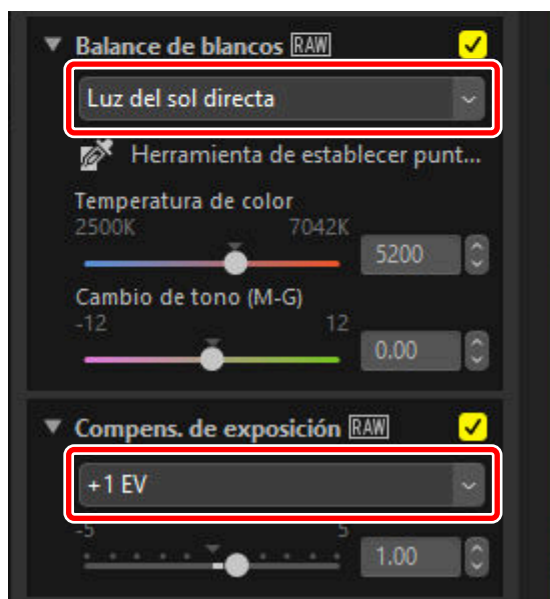 Balance de blancos RAW
Luz del sol directa
Herramienta de establecer punt...
Temperatura de color
2500K 7042K
5200
Cambio de tono (M-G)
-12 12
0.00
Compens. de exposición RAW
+1 EV
-5 5
1.00